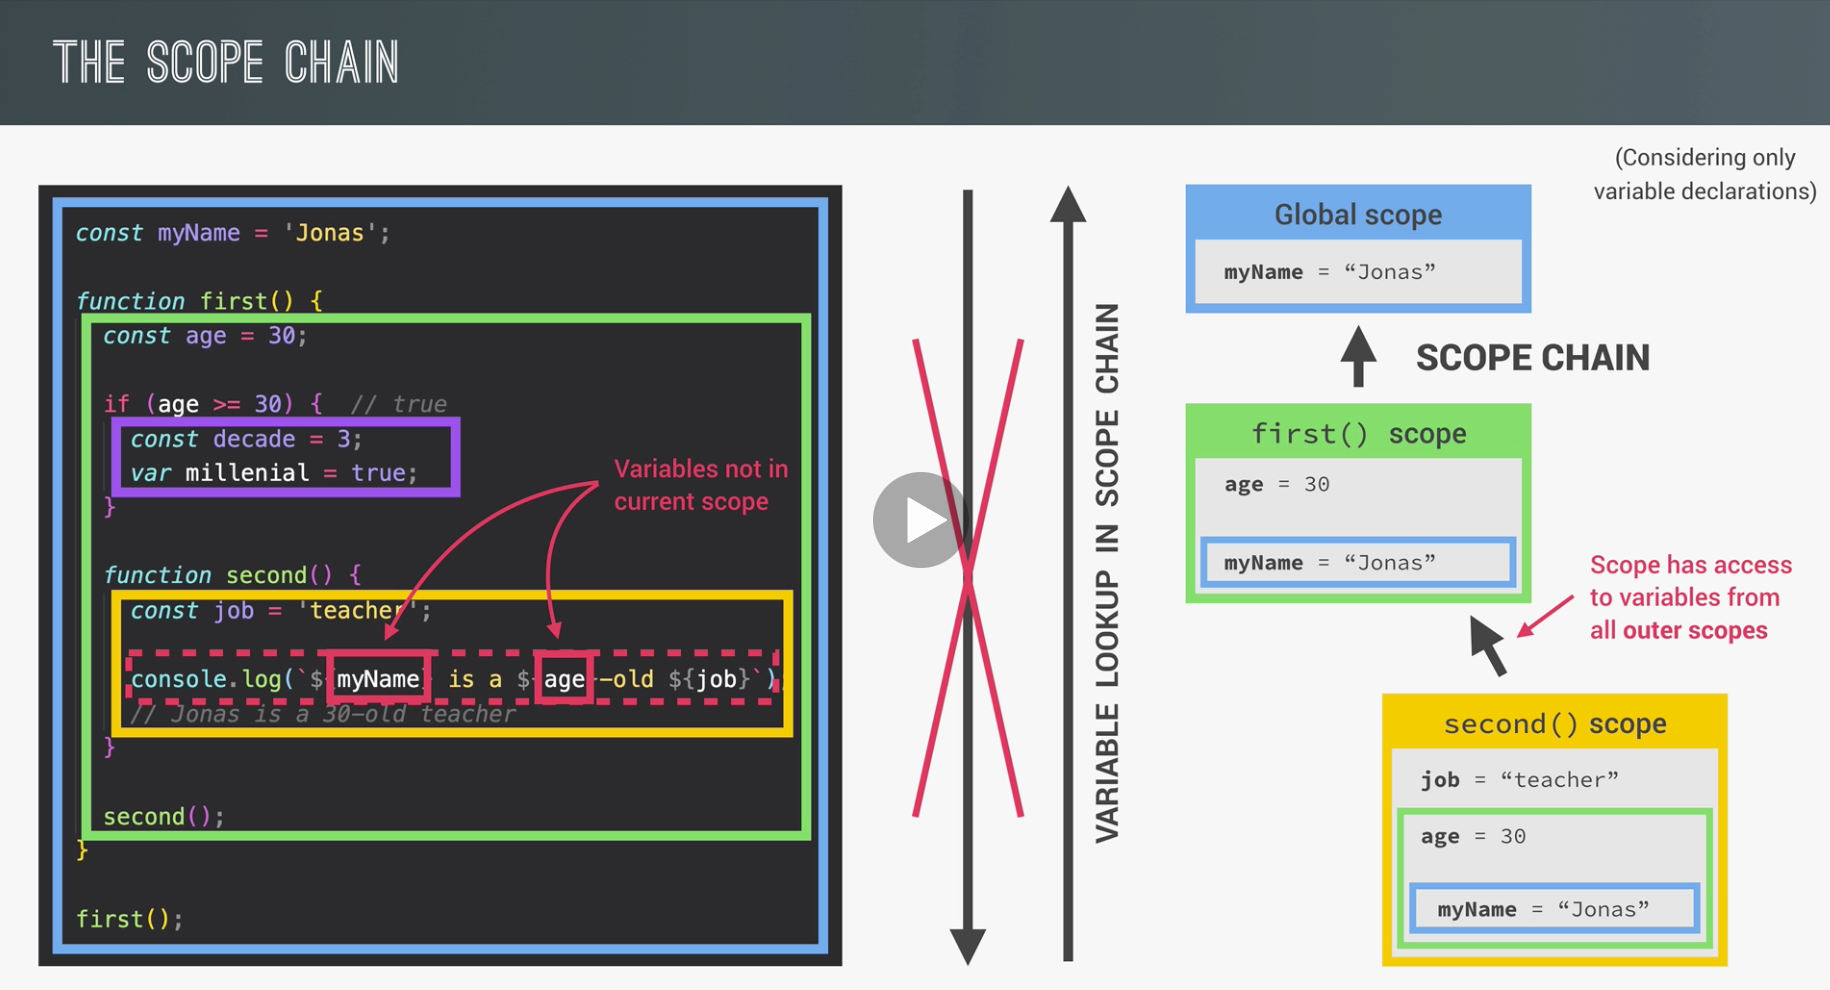 THE SCOPE CHAIN
(Considering only
variable declarations)
const myName = 'Jonas';
function first() {
const age = 30;
if (age >= 30) { // true
const decade = 3;
var millenial = true;
}
function second() {
const job = 'teacher';
console.log(`${myName} is a ${age}-old ${job}`)
// Jonas is a 30-old teacher
}
second();
}
first();
Variables not in
current scope
VARIABLE LOOKUP IN SCOPE CHAIN
Global scope
myName = “Jonas”
SCOPE CHAIN
first() scope
age = 30
myName = “Jonas”
Scope has access
to variables from
all outer scopes
second() scope
job = “teacher”
age = 30
myName = “Jonas”